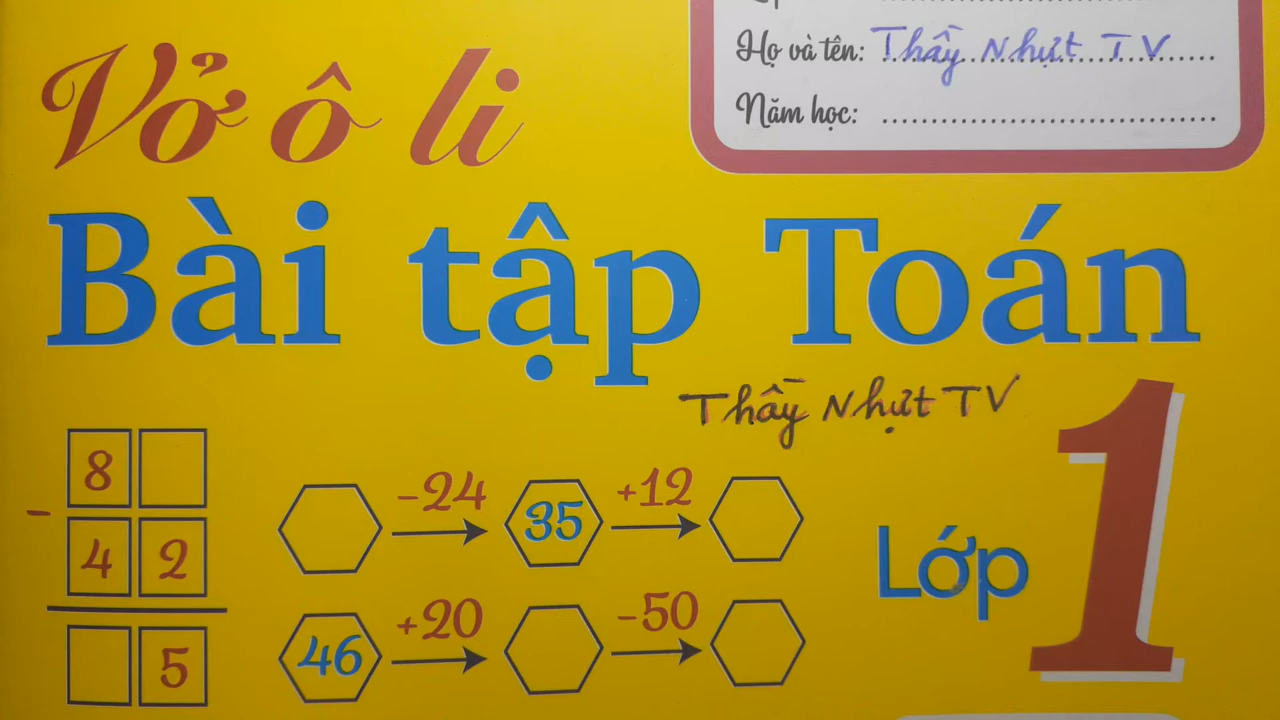 Họ và tên: Thầy Nhựt TV
Năm học:
Vở ô li
Bài tập Toán
Thầy Nhựt TV
Lớp 1
8
- 4 2
5
-24 35 +12
46 +20 -50